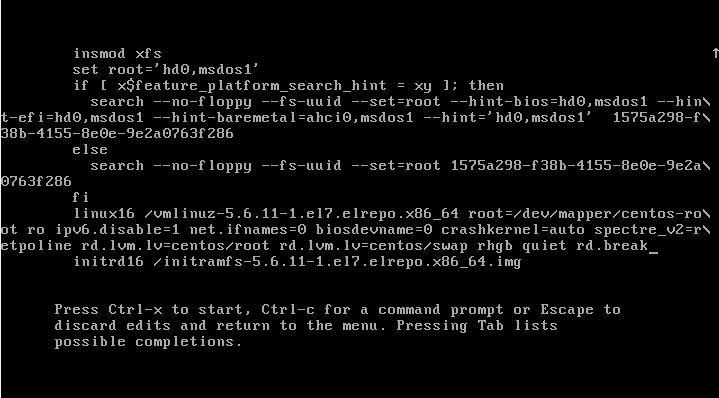 insmod xfs
set root='hd0,msdos1'
if [ x$feature_platform_search_hint = xy ]; then
search --no-floppy --fs-uuid --set=root --hint-bios=hd0,msdos1 --hin\
t-efi=hd0,msdos1 --hint-baremetal=ahci0,msdos1 --hint='hd0,msdos1'  1575a298-f\
38b-4155-8e0e-9e2a0763f286
else
search --no-floppy --fs-uuid --set=root 1575a298-f38b-4155-8e0e-9e2a\
0763f286
fi
linux16 /vmlinuz-5.6.11-1.el7.elrepo.x86_64 root=/dev/mapper/centos-ro\
ot ro ipv6.disable=1 net.ifnames=0 biosdevname=0 crashkernel=auto spectre_v2=r\
etpoline rd.lvm.lv=centos/root rd.lvm.lv=centos/swap rhgb quiet rd.break_
initrd16 /initramfs-5.6.11-1.el7.elrepo.x86_64.img
Press Ctrl-x to start, Ctrl-c for a command prompt or Escape to
discard edits and return to the menu. Pressing Tab lists
possible completions.